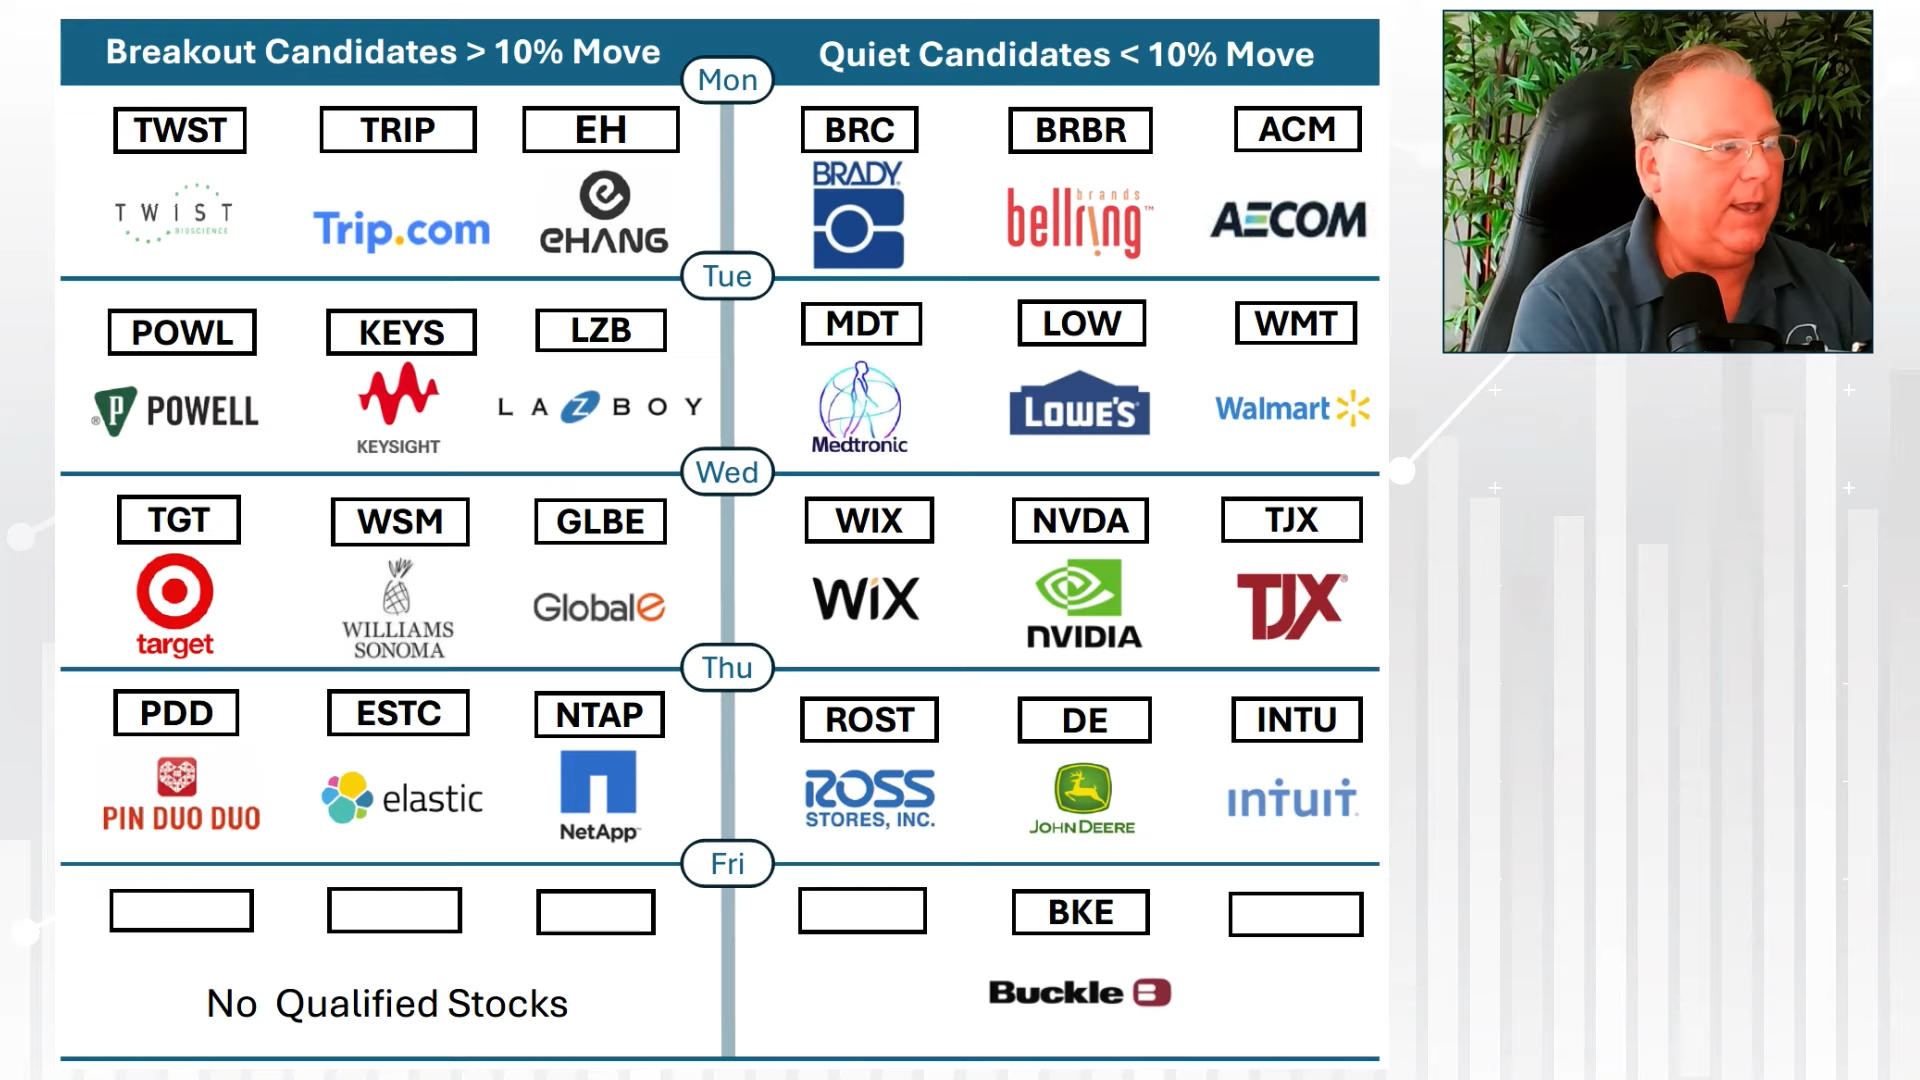 Breakout Candidates > 10% Move
Quiet Candidates < 10% Move
Mon
TWST
TRIP
EH
BRC
BRBR
ACM
TWIST
BIOSCIENCE
Trip.com
EHANG
BRADY
brands
bellring™
AECOM
Tue
POWL
KEYS
LZB
MDT
LOW
WMT
® P POWELL
KEYSIGHT
LA Z BOY
Medtronic
LOWE'S
Walmart
Wed
TGT
WSM
GLBE
WIX
NVDA
TJX
target
WILLIAMS
SONOMA
Globale
WiX
NVIDIA
TJX®
Thu
PDD
ESTC
NTAP
ROST
DE
INTU
PIN DUO DUO
elastic
NetApp™
ROSS
STORES, INC.
JOHN DEERE
intuit.
Fri
BKE
No Qualified Stocks
Buckle B